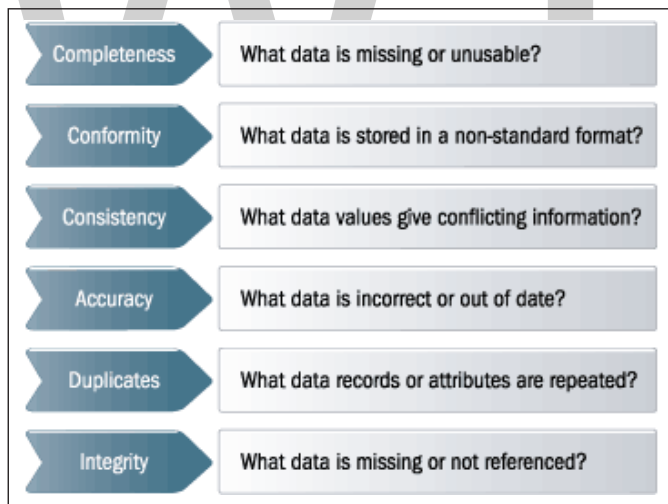 Completeness What data is missing or unusable?
Conformity What data is stored in a non-standard format?
Consistency What data values give conflicting information?
Accuracy What data is incorrect or out of date?
Duplicates What data records or attributes are repeated?
Integrity What data is missing or not referenced?